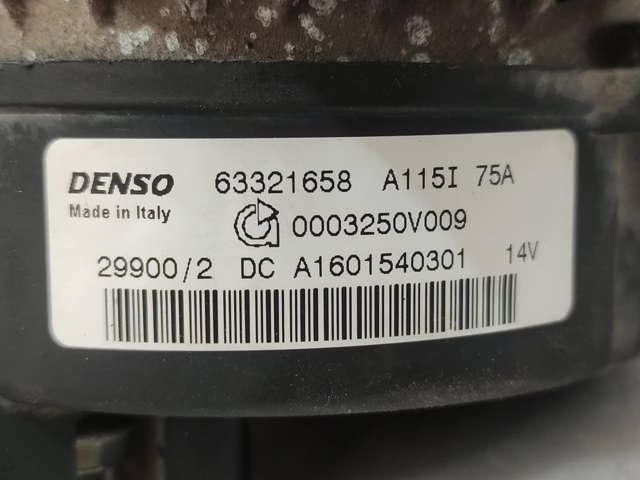 DENSO 63321658 A115I 75A
Made in Italy 0003250V009
29900/2 DC A1601540301 14V